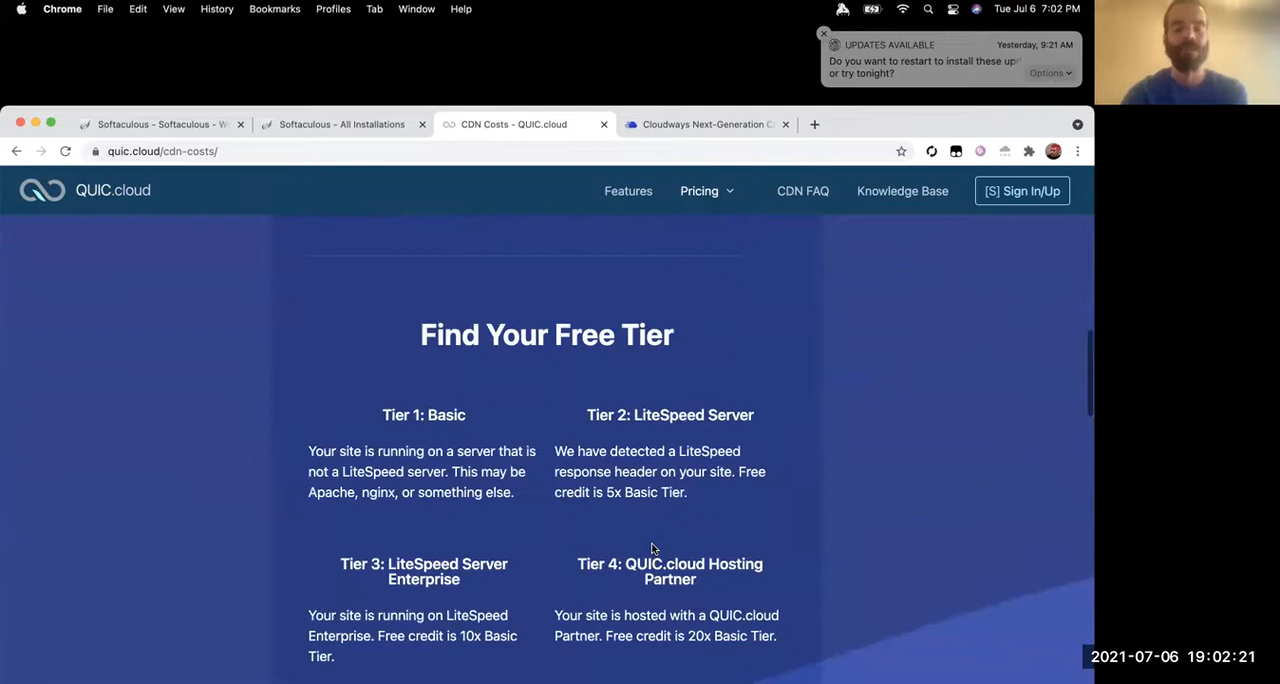 Chrome File Edit View History Bookmarks Profiles Tab Window Help
Tue Jul 6 7:02 PM
UPDATES AVAILABLE Yesterday, 9:21 AM
Do you want to restart to install these
or try tonight? Options
Softaculous - Softaculous - W
Softaculous - All Installations
CDN Costs - QUIC.cloud
Cloudways Next-Generation C
quic.cloud/cdn-costs/
QUIC.cloud
Features Pricing CDN FAQ Knowledge Base [S] Sign In/Up
Find Your Free Tier
Tier 1: Basic
Your site is running on a server that is
not a LiteSpeed server. This may be
Apache, nginx, or something else.
Tier 2: LiteSpeed Server
We have detected a LiteSpeed
response header on your site. Free
credit is 5x Basic Tier.
Tier 3: LiteSpeed Server
Enterprise
Your site is running on LiteSpeed
Enterprise. Free credit is 10x Basic
Tier.
Tier 4: QUIC.cloud Hosting
Partner
Your site is hosted with a QUIC.cloud
Partner. Free credit is 20x Basic Tier.
2021-07-06 19:02:21